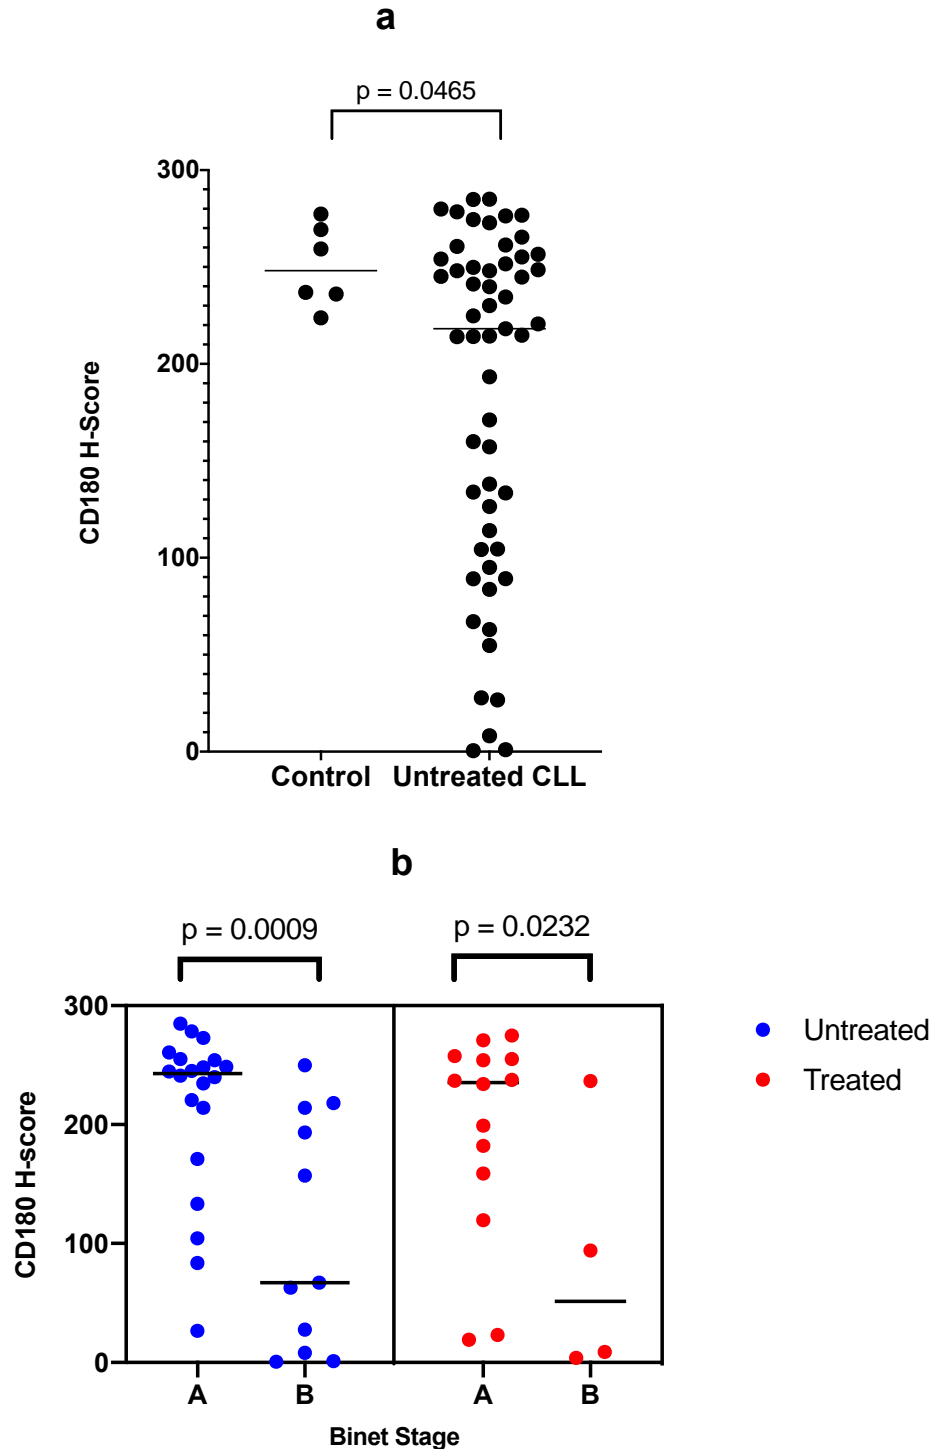 a
p = 0.0465
300
200
100
0
CD180 H-Score
Control Untreated CLL
b
p = 0.0009 p = 0.0232
300
200
100
0
CD180 H-score
A B A B
Binet Stage
Untreated
Treated